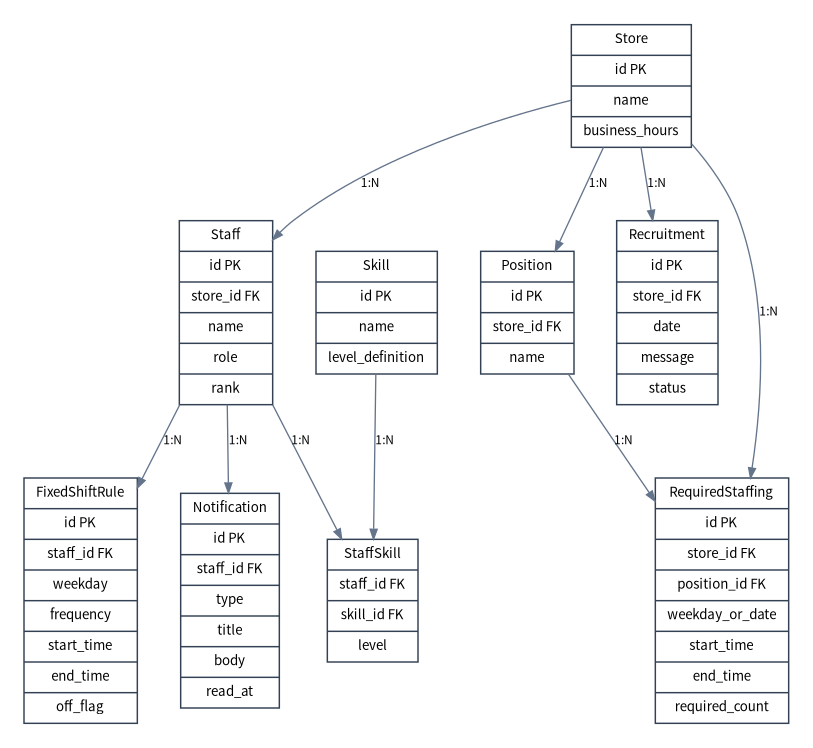 Store
id PK
name
business_hours
1:N
1:N
1:N
1:N
Staff
id PK
store_id FK
name
role
rank
Skill
id PK
name
level_definition
Position
id PK
store_id FK
name
Recruitment
id PK
store_id FK
date
message
status
1:N
1:N
1:N
1:N
1:N
FixedShiftRule
id PK
staff_id FK
weekday
frequency
start_time
end_time
off_flag
Notification
id PK
staff_id FK
type
title
body
read_at
StaffSkill
staff_id FK
skill_id FK
level
RequiredStaffing
id PK
store_id FK
position_id FK
weekday_or_date
start_time
end_time
required_count